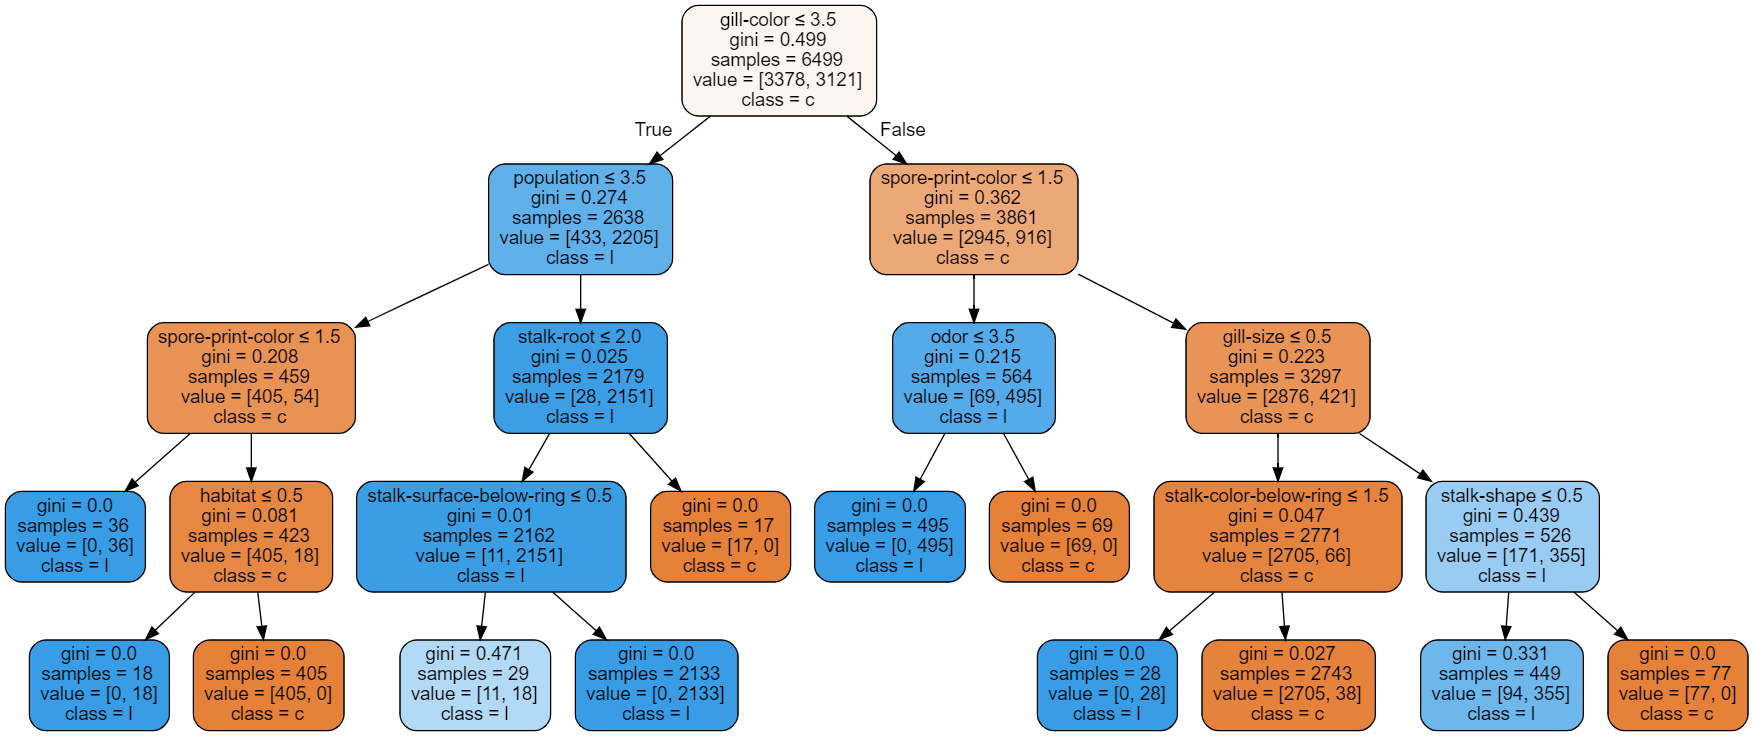 gill-color ≤ 3.5
gini = 0.499
samples = 6499
value = [3378, 3121]
class = c
True
False
population ≤ 3.5
gini = 0.274
samples = 2638
value = [433, 2205]
class = l
spore-print-color ≤ 1.5
gini = 0.362
samples = 3861
value = [2945, 916]
class = c
spore-print-color ≤ 1.5
gini = 0.208
samples = 459
value = [405, 54]
class = c
stalk-root ≤ 2.0
gini = 0.025
samples = 2179
value = [28, 2151]
class = l
odor ≤ 3.5
gini = 0.215
samples = 564
value = [69, 495]
class = l
gill-size ≤ 0.5
gini = 0.223
samples = 3297
value = [2876, 421]
class = c
gini = 0.0
samples = 36
value = [0, 36]
class = l
habitat ≤ 0.5
gini = 0.081
samples = 423
value = [405, 18]
class = c
stalk-surface-below-ring ≤ 0.5
gini = 0.01
samples = 2162
value = [11, 2151]
class = l
gini = 0.0
samples = 17
value = [17, 0]
class = c
gini = 0.0
samples = 495
value = [0, 495]
class = l
gini = 0.0
samples = 69
value = [69, 0]
class = c
stalk-color-below-ring ≤ 1.5
gini = 0.047
samples = 2771
value = [2705, 66]
class = c
stalk-shape ≤ 0.5
gini = 0.439
samples = 526
value = [171, 355]
class = l
gini = 0.0
samples = 18
value = [0, 18]
class = l
gini = 0.0
samples = 405
value = [405, 0]
class = c
gini = 0.471
samples = 29
value = [11, 18]
class = l
gini = 0.0
samples = 2133
value = [0, 2133]
class = l
gini = 0.0
samples = 28
value = [0, 28]
class = l
gini = 0.027
samples = 2743
value = [2705, 38]
class = c
gini = 0.331
samples = 449
value = [94, 355]
class = l
gini = 0.0
samples = 77
value = [77, 0]
class = c